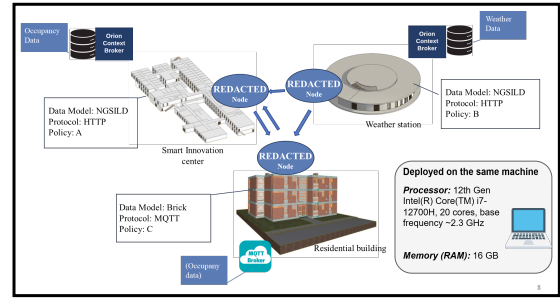 Occupancy
Data
Orion
Context
Broker
Orion
Context
Broker
Weather
Data
REDACTED
Node
REDACTED
Node
Data Model: NGSILD
Protocol: HTTP
Policy: A
Data Model: NGSILD
Protocol: HTTP
Policy: B
Weather station
Smart Innovation
center
REDACTED
Node
Data Model: Brick
Protocol: MQTT
Policy: C
Deployed on the same machine
Processor: 12th Gen
Intel(R) Core(TM) i7-
12700H, 20 cores, base
frequency ~2.3 GHz
Memory (RAM): 16 GB
Residential building
(Occupany
data)
MQTT
Broker
8